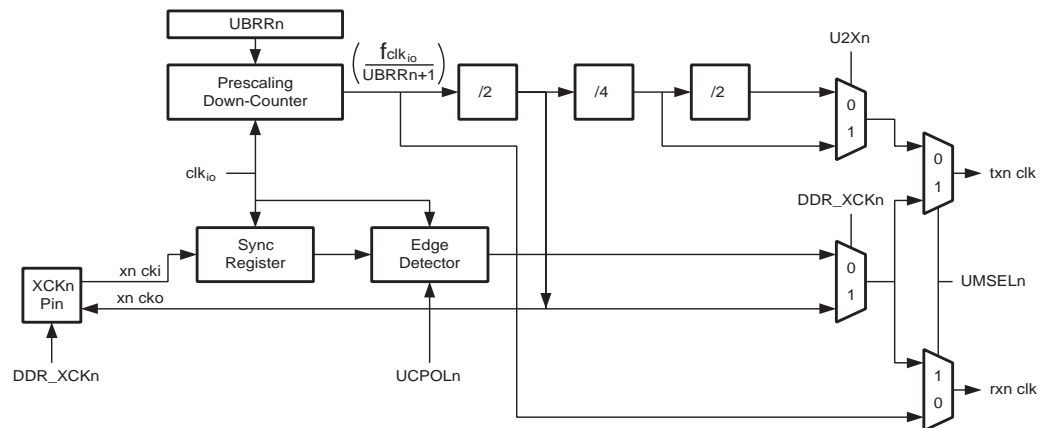 UBRRn
U2Xn
fclkio
UBRRn+1
( )
Prescaling
Down-Counter
/2
/4
/2
0
1
clkio
0
1
txn clk
DDR_XCKn
Sync
Register
Edge
Detector
xn cki
0
1
XCKn
Pin
xn cko
UMSELn
DDR_XCKn
UCPOLn
1
0
rxn clk